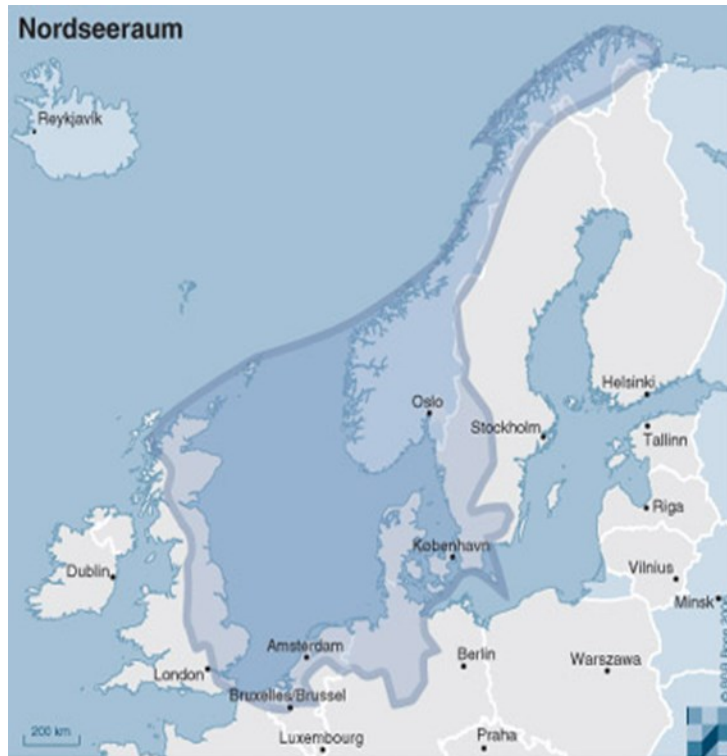 Nordseeraum
Reykjavík
Helsinki
Oslo
Stockholm
Tallinn
Riga
København
Vilnius
Dublin
Minsk
Amsterdam
London
Berlin
Warszawa
Bruxelles/Brussel
200 km
Luxembourg
Praha